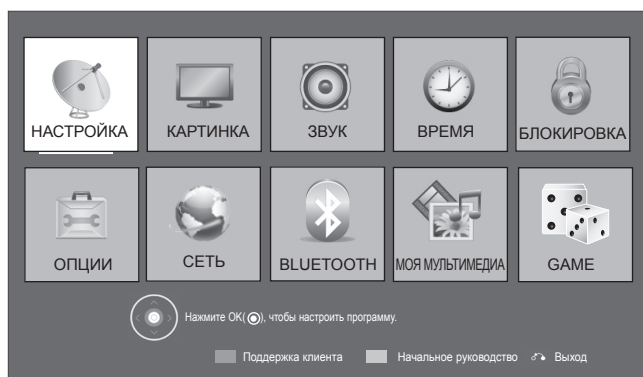 НАСТРОЙКА КАРТИНКА ЗВУК ВРЕМЯ БЛОКИРОВКА
ОПЦИИ СЕТЬ BLUETOOTH МОЯ МУЛЬТИМЕДИА GAME
Нажмите OK(◉), чтобы настроить программу.
Поддержка клиента Начальное руководство Выход